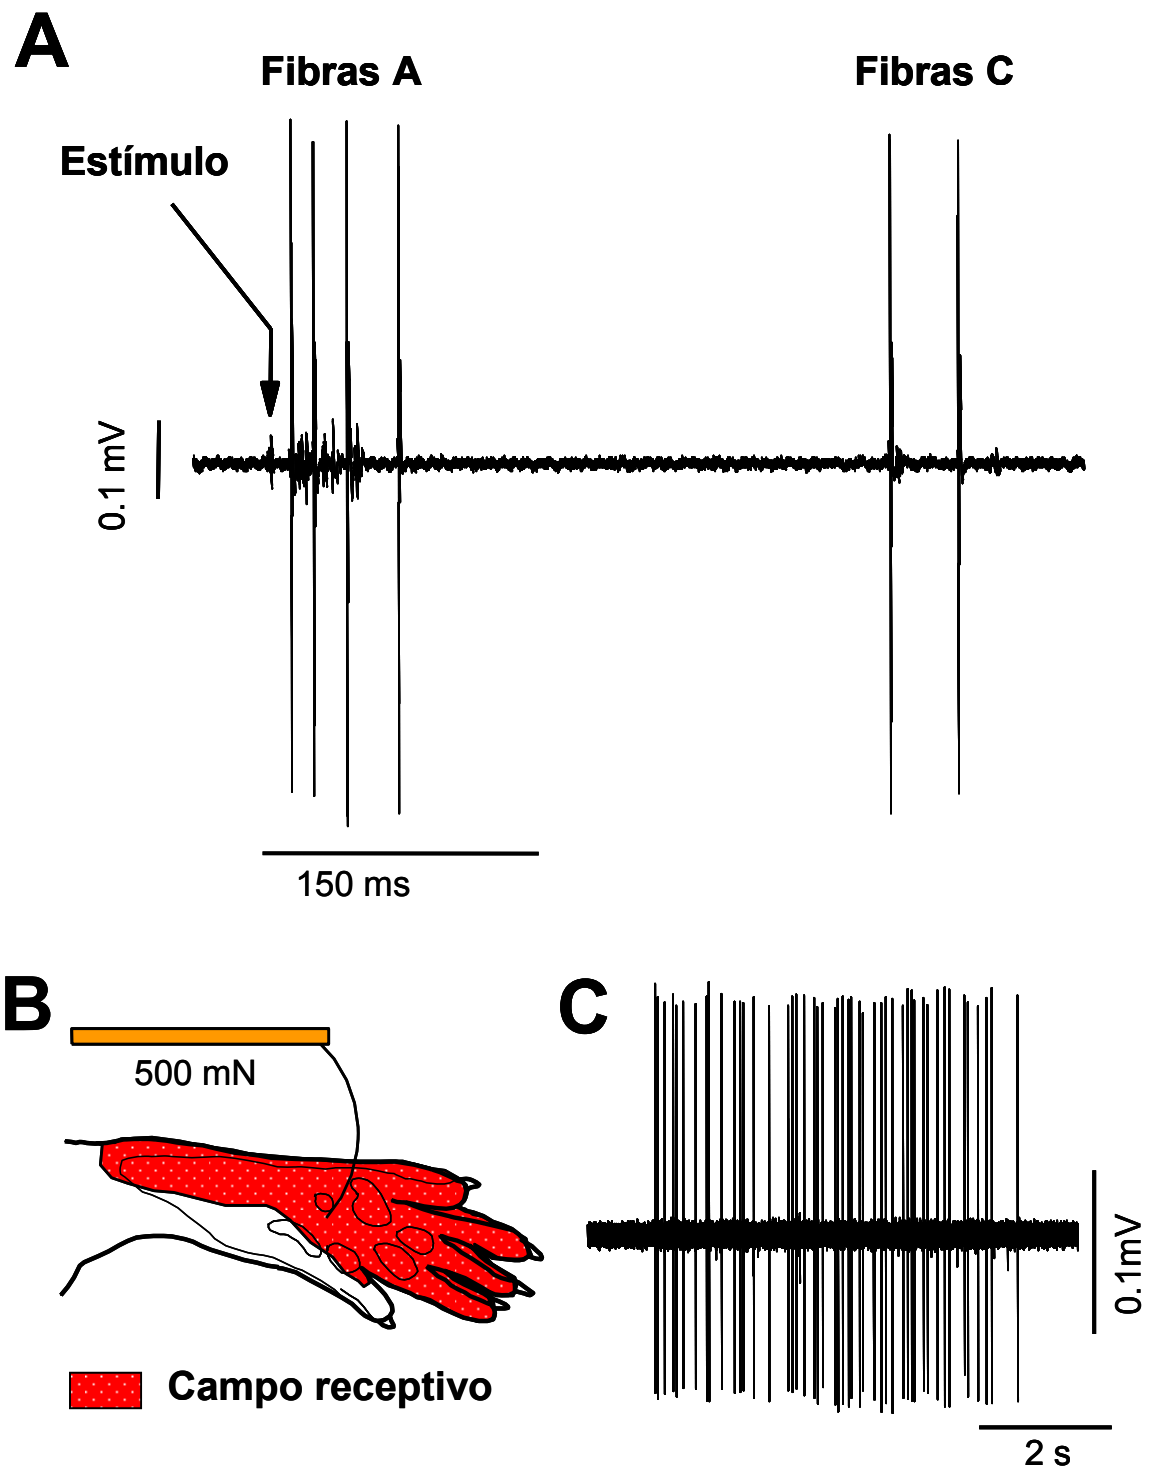 A
Fibras A
Fibras C
Estímulo
0.1 mV
150 ms
B
500 mN
Campo receptivo
C
0.1mV
2 s